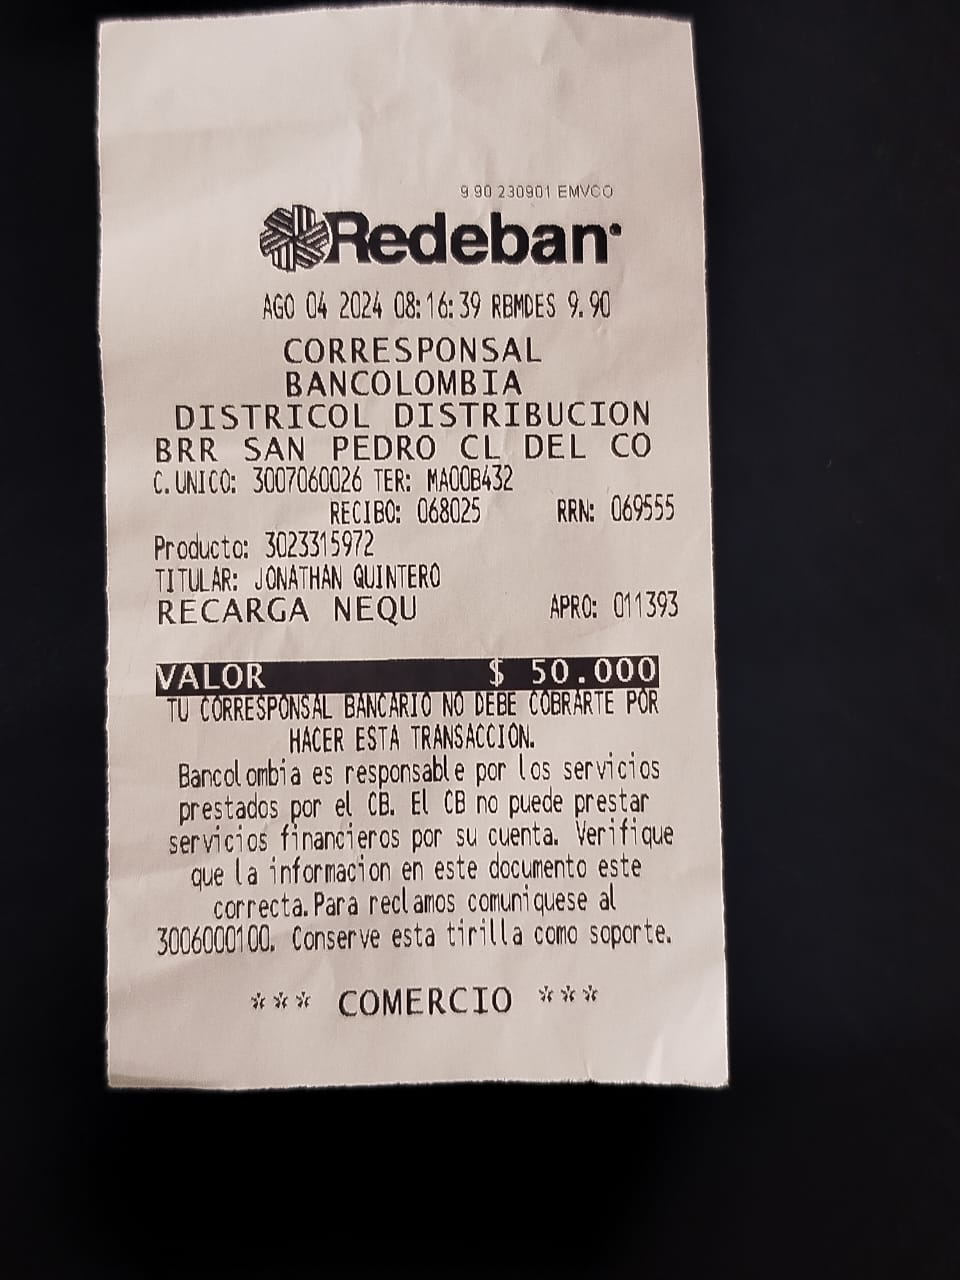 9 90 230901 EMVCO
Redeban
AGO 04 2024 08:16:39 RBMDES 9.90
CORRESPONSAL
BANCOLOMBIA
DISTRICOL DISTRIBUCION
BRR SAN PEDRO CL DEL CO
C. UNICO: 3007060026 TER: MA00B432
RECIBO: 068025 RRN: 069555
Producto: 3023315972
TITULAR: JONATHAN QUINTERO
RECARGA NEQU APRO: 011393
VALOR $ 50.000
TU CORRESPONSAL BANCARIO NO DEBE COBRARTE POR
HACER ESTA TRANSACCION.
Bancolombia es responsable por los servicios
prestados por el CB. El CB no puede prestar
servicios financieros por su cuenta. Verifique
que la informacion en este documento este
correcta. Para reclamos comuniquese al
3006000100. Conserve esta tirilla como soporte.
*** COMERCIO ***